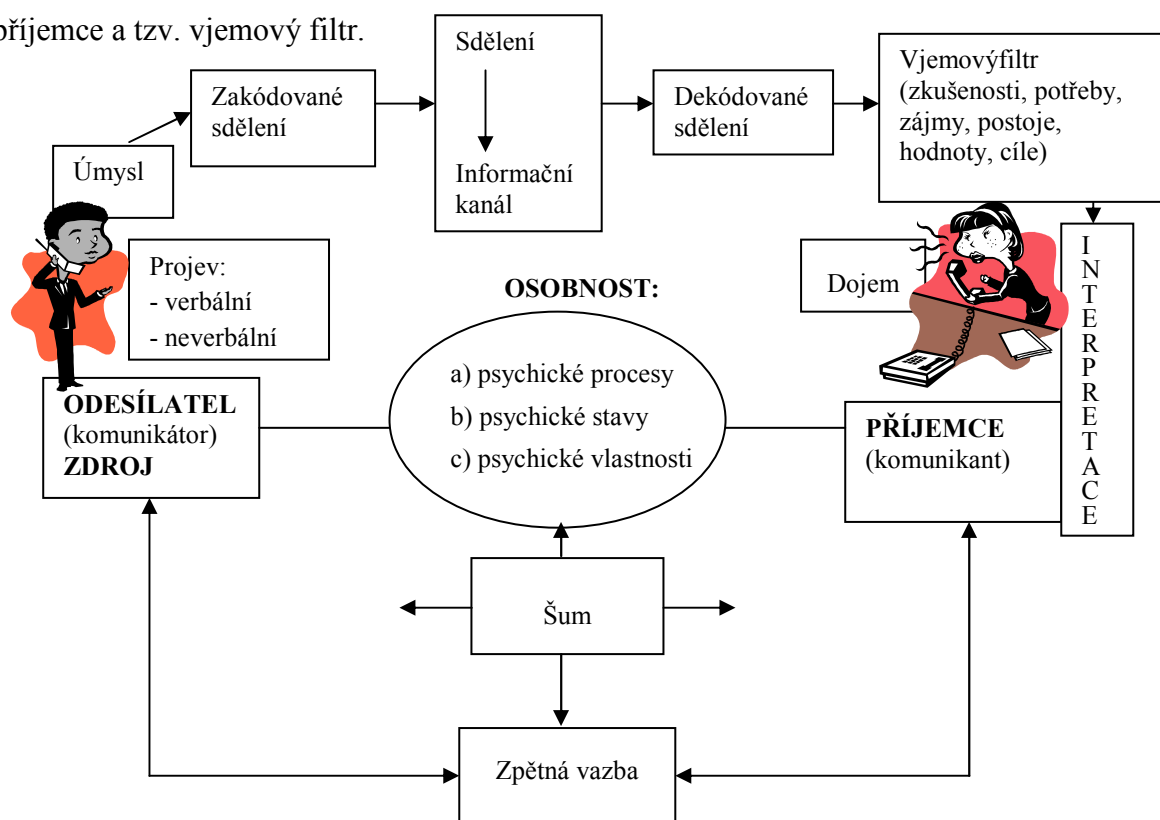 příjemce a tzv. vjemový filtr.
Úmysl
Zakódované
sdělení
Sdělení
Informační
kanál
Dekódované
sdělení
Vjemovýfiltr
(zkušenosti, potřeby,
zájmy, postoje,
hodnoty, cíle)
Projev:
- verbální
- neverbální
OSOBNOST:
a) psychické procesy
b) psychické stavy
c) psychické vlastnosti
Dojem
INTERPRETACE
ODESÍLATEL
(komunikátor)
ZDROJ
PŘÍJEMCE
(komunikant)
Šum
Zpětná vazba